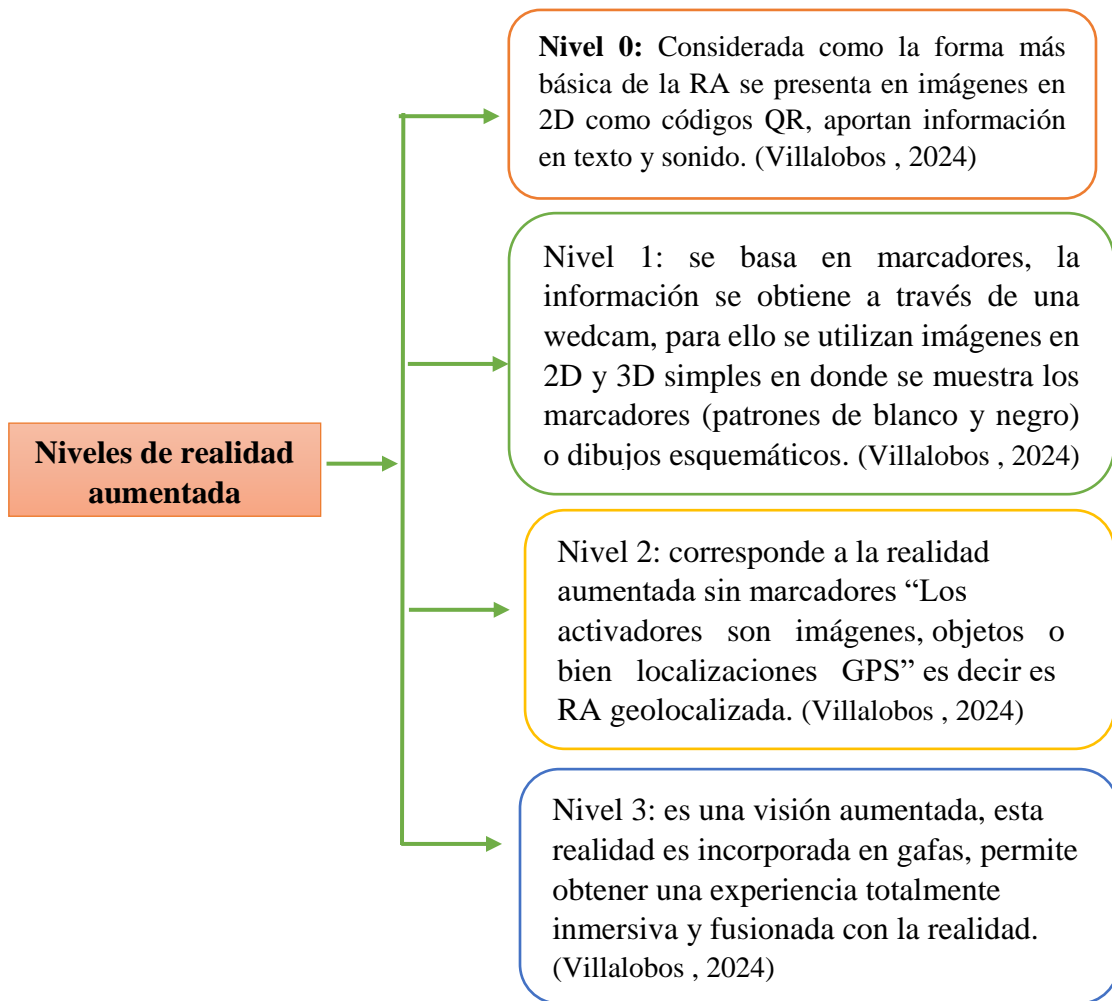 Nivel 0: Considerada como la forma más
básica de la RA se presenta en imágenes en
2D como códigos QR, aportan información
en texto y sonido. (Villalobos , 2024)
Nivel 1: se basa en marcadores, la
información se obtiene a través de una
wedcam, para ello se utilizan imágenes en
2D y 3D simples en donde se muestra los
marcadores (patrones de blanco y negro)
o dibujos esquemáticos. (Villalobos , 2024)
Niveles de realidad
aumentada
Nivel 2: corresponde a la realidad
aumentada sin marcadores “Los
activadores son imágenes, objetos o
bien localizaciones GPS” es decir es
RA geolocalizada. (Villalobos , 2024)
Nivel 3: es una visión aumentada, esta
realidad es incorporada en gafas, permite
obtener una experiencia totalmente
inmersiva y fusionada con la realidad.
(Villalobos , 2024)